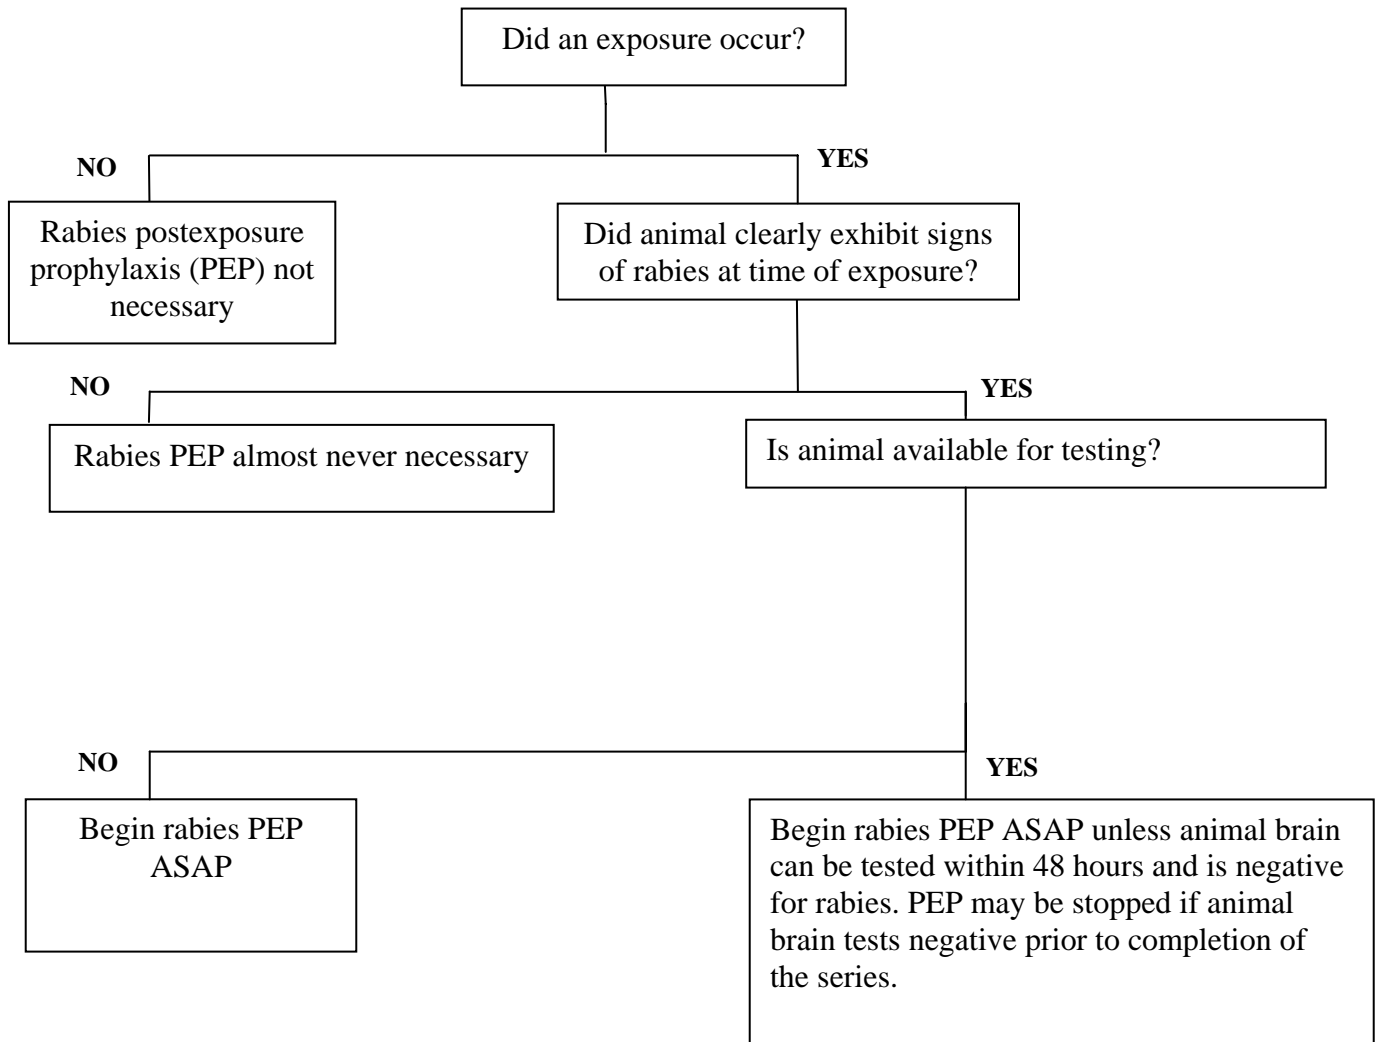 Did an exposure occur?
NO
YES
Rabies postexposure
prophylaxis (PEP) not
necessary
Did animal clearly exhibit signs
of rabies at time of exposure?
NO
YES
Rabies PEP almost never necessary
Is animal available for testing?
NO
YES
Begin rabies PEP
ASAP
Begin rabies PEP ASAP unless animal brain
can be tested within 48 hours and is negative
for rabies. PEP may be stopped if animal
brain tests negative prior to completion of
the series.